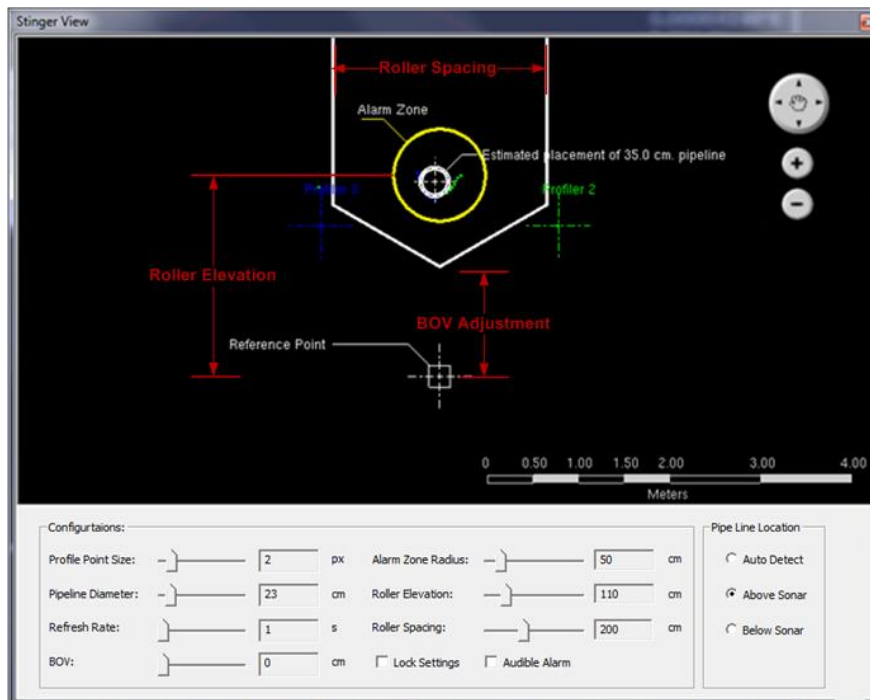 Stinger View
Roller Spacing
Alarm Zone
Estimated placement of 35.0 cm. pipeline
Profiler 2
Roller Elevation
BOV Adjustment
Reference Point
0 0.50 1.00 1.50 2.00 3.00 4.00
Meters
Configurtaions:
Profile Point Size: 2 px Alarm Zone Radius: 50 cm
Pipeline Diameter: 23 cm Roller Elevation: 110 cm
Refresh Rate: 1 s Roller Spacing: 200 cm
BOV: 0 cm Lock Settings Audible Alarm
Pipe Line Location
Auto Detect
Above Sonar
Below Sonar